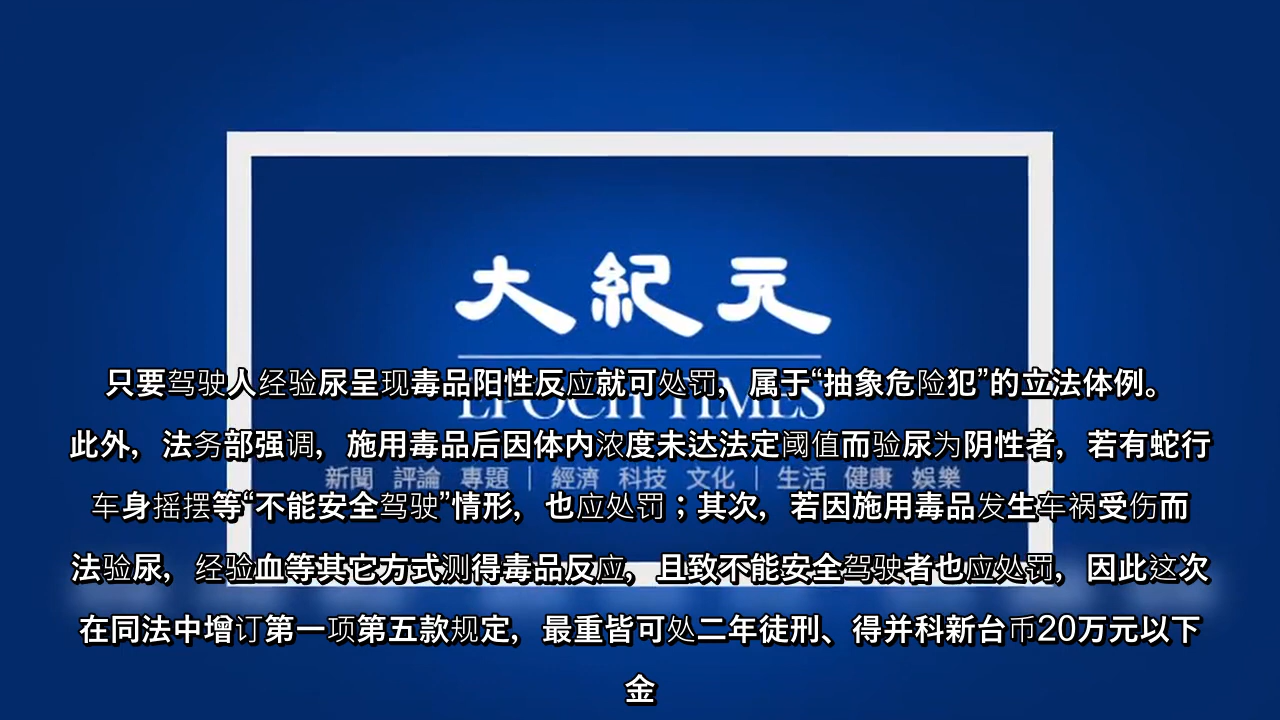 大紀元
EPOCH TIMES
新聞 評論 專題 | 經濟 科技 文化 | 生活 健康 娛樂
只要驾驶人经验尿呈现毒品阳性反应就可处罚，属于“抽象危险犯”的立法体例。
此外，法务部强调，施用毒品后因体内浓度未达法定阈值而验尿为阴性者，若有蛇行
车身摇摆等“不能安全驾驶”情形，也应处罚；其次，若因施用毒品发生车祸受伤而
法验尿，经验血等其它方式测得毒品反应，且致不能安全驾驶者也应处罚，因此这次
在同法中增订第一项第五款规定，最重皆可处二年徒刑、得并科新台币20万元以下
金